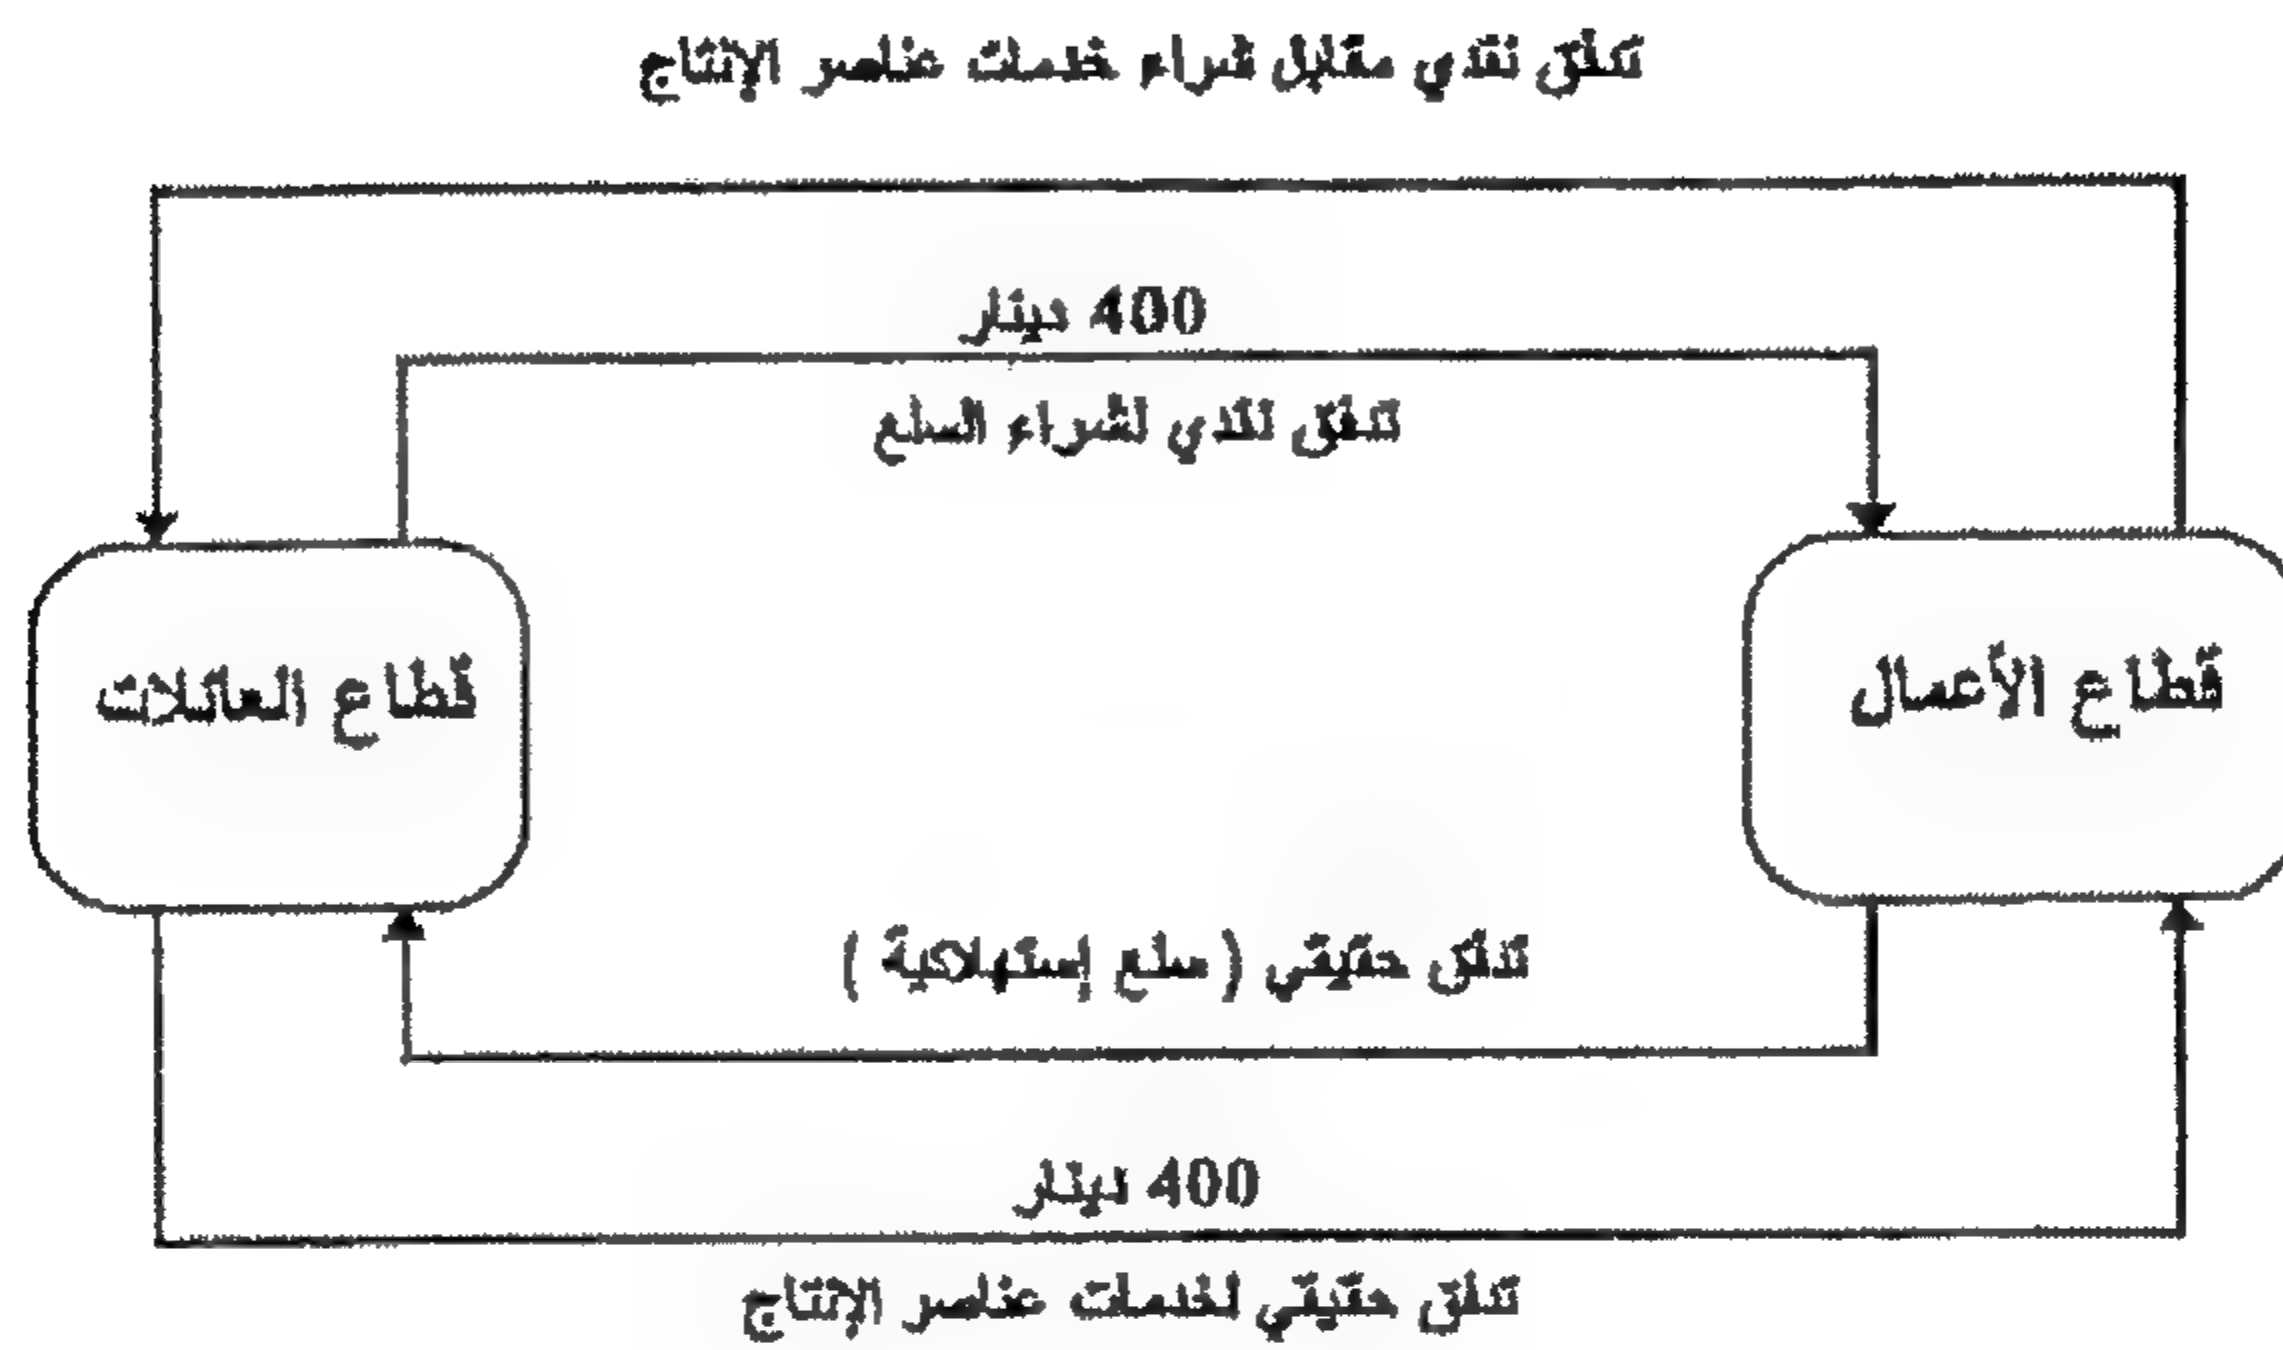 تدفق نقدي مقابل شراء خدمات عناصر الإنتاج
400 دينار
تدفق نقدي لشراء السلع
قطاع الأعمال
قطاع العائلات
تدفق حقيقي ( سلع إستهلاكية )
400 دينار
تدفق حقيقي لخدمات عناصر الإنتاج